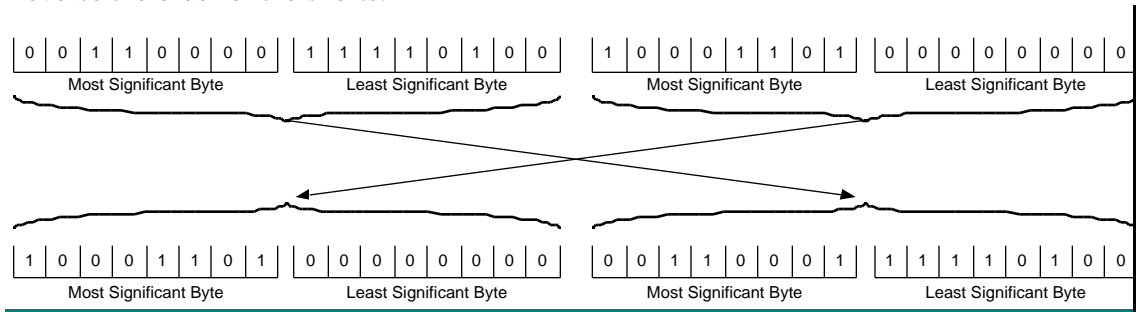 0 0 1 1 0 0 0 0 1 1 1 1 0 1 0 0 1 0 0 0 1 1 0 1 0 0 0 0 0 0 0 0
Most Significant Byte Least Significant Byte Most Significant Byte Least Significant Byte
1 0 0 0 1 1 0 1 0 0 0 0 0 0 0 0 0 0 1 1 0 0 0 1 1 1 1 1 0 1 0 0
Most Significant Byte Least Significant Byte Most Significant Byte Least Significant Byte